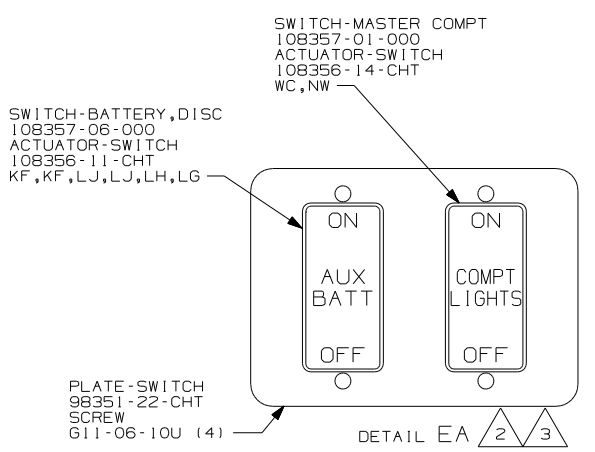 SWITCH-MASTER COMPT
108357-01-000
ACTUATOR-SWITCH
108356-14-CHT
WC,NW
SWITCH-BATTERY,DISC
108357-06-000
ACTUATOR-SWITCH
108356-11-CHT
KF,KF,LJ,LJ,LH,LG
ON
AUX
BATT
OFF
ON
COMPT
LIGHTS
OFF
PLATE-SWITCH
98351-22-CHT
SCREW
G11-06-10U (4)
DETAIL EA 2 3